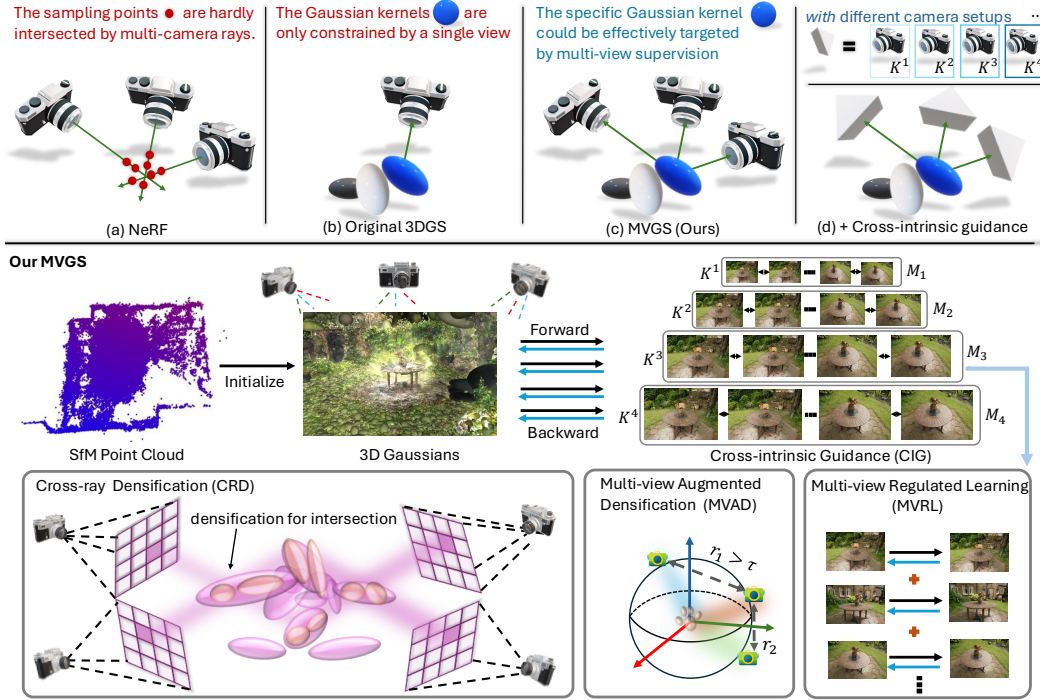 The sampling points are hardly
intersected by multi-camera rays.
(a) NeRF
The Gaussian kernels are
only constrained by a single view
(b) Original 3DGS
The specific Gaussian kernel
could be effectively targeted
by multi-view supervision
(c) MVGS (Ours)
with different camera setups ..
= K¹ K² K³ K⁴
(d) + Cross-intrinsic guidance
Our MVGS
SfM Point Cloud
Initialize
3D Gaussians
Forward
Backward
K¹ M₁
K² M₂
K³ M₃
K⁴ M₄
Cross-intrinsic Guidance (CIG)
Cross-ray Densification (CRD)
densification for intersection
Multi-view Augmented
Densification (MVAD)
r₁ > τ
r₂
Multi-view Regulated Learning
(MVRL)